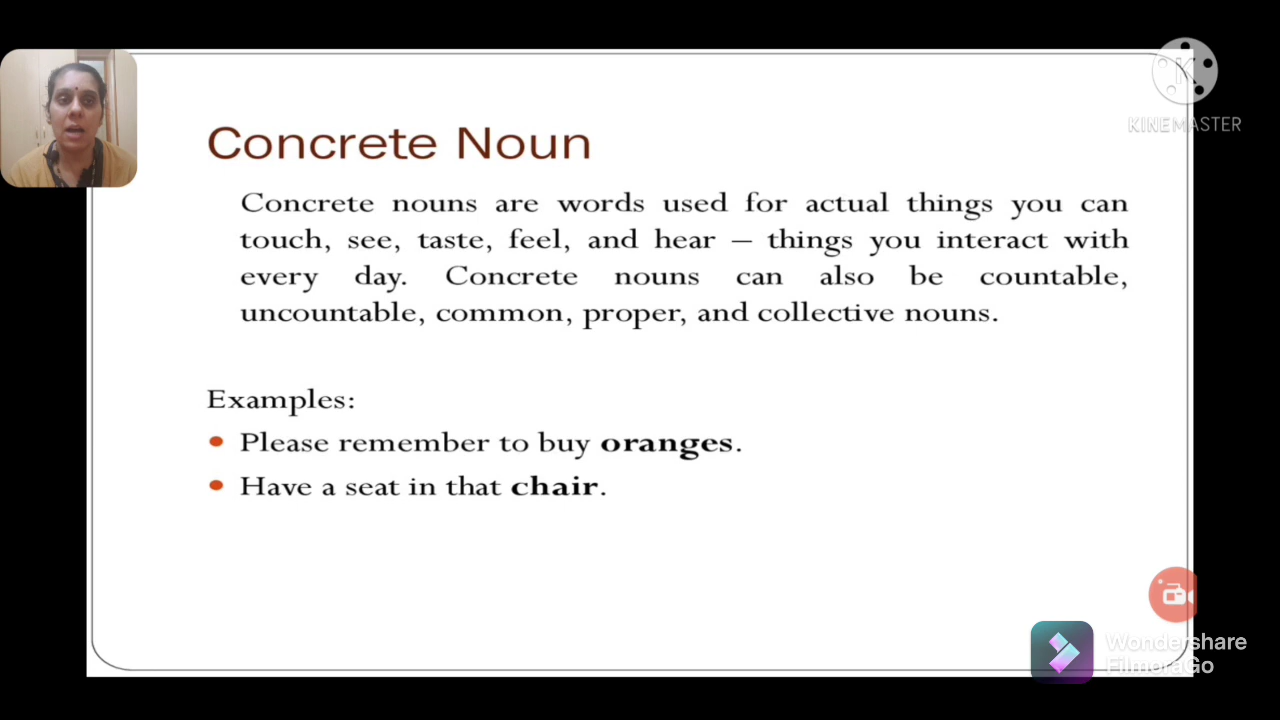 KINEMASTER
Concrete Noun
Concrete nouns are words used for actual things you can
touch, see, taste, feel, and hear – things you interact with
every day. Concrete nouns can also be countable,
uncountable, common, proper, and collective nouns.
Examples:
• Please remember to buy oranges.
• Have a seat in that chair.
Wondershare
FilmoraGo